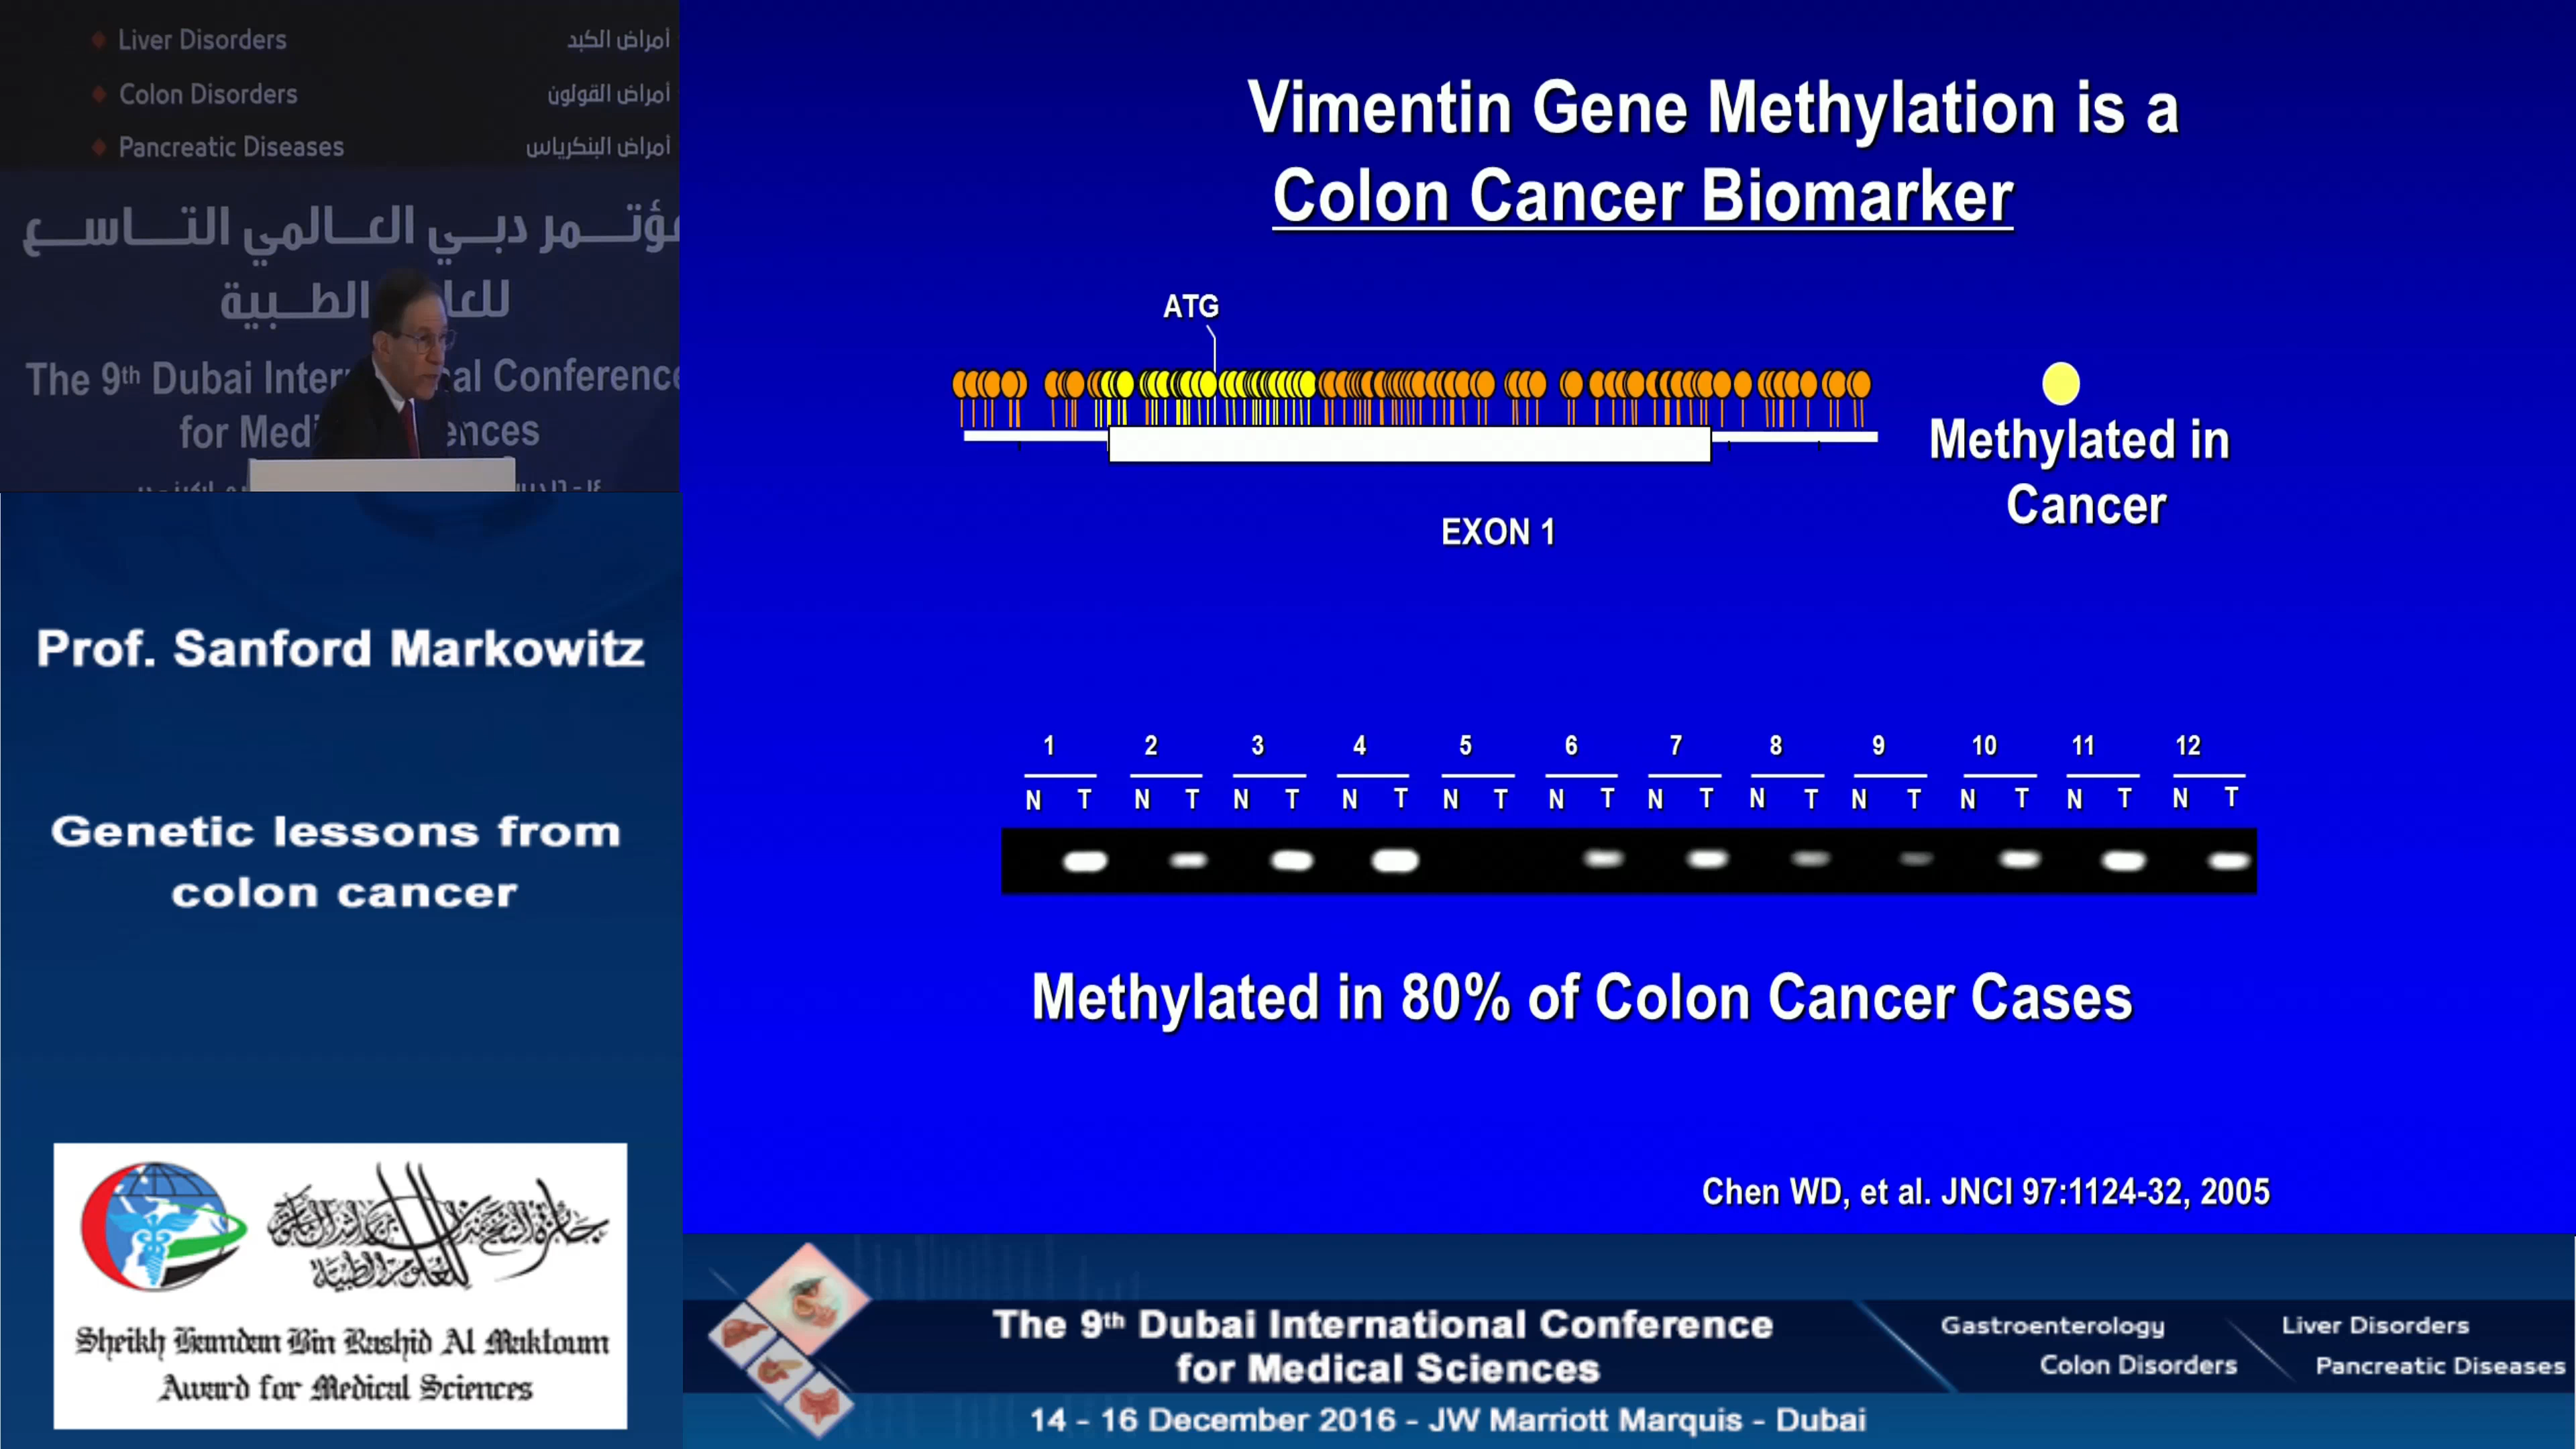 Liver Disorders
أمراض الكبد
Colon Disorders
أمراض القولون
Pancreatic Diseases
أمراض البنكرياس
ؤتـــمر دبـــي العـــالمي التـــاســـع
الطـــبية
The 9th Dubai
al Conference
for
Prof. Sanford Markowitz
Genetic lessons from
colon cancer
Sheikh Hamdan Bin Rashid Al Maktoum
Award for Medical Sciences
Vimentin Gene Methylation is a
Colon Cancer Biomarker
ATG
Methylated in
Cancer
EXON 1
1 2 3 4 5 6 7 8 9 10 11 12
N T N T N T N T N T N T N T N T N T N T N T N T
Methylated in 80% of Colon Cancer Cases
Chen WD, et al. JNCI 97:1124-32, 2005
The 9th Dubai International Conference
for Medical Sciences
Gastroenterology
Liver Disorders
Colon Disorders
Pancreatic Diseases
14 - 16 December 2016 - JW Marriott Marquis - Dubai